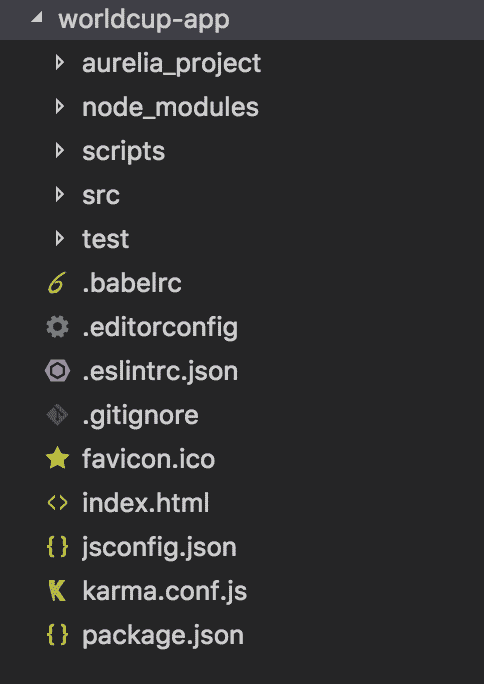 worldcup-app
aurelia_project
node_modules
scripts
src
test
.babelrc
.editorconfig
.eslintrc.json
.gitignore
favicon.ico
index.html
jsconfig.json
karma.conf.js
package.json